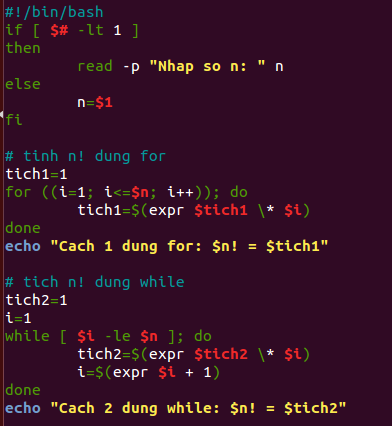 #!/bin/bash
if [ $# -lt 1 ]
then
        read -p "Nhap so n: " n
else
        n=$1
fi

# tinh n! dung for
tich1=1
for ((i=1; i<=$n; i++)); do
        tich1=$(expr $tich1 \* $i)
done
echo "Cach 1 dung for: $n! = $tich1"

# tich n! dung while
tich2=1
i=1
while [ $i -le $n ]; do
        tich2=$(expr $tich2 \* $i)
        i=$(expr $i + 1)
done
echo "Cach 2 dung while: $n! = $tich2"